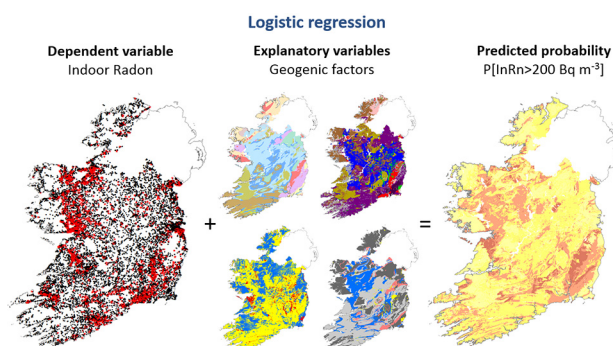 Logistic regression
Dependent variable
Indoor Radon
Explanatory variables
Geogenic factors
Predicted probability
P[InRn>200 Bq m⁻³]
+
=